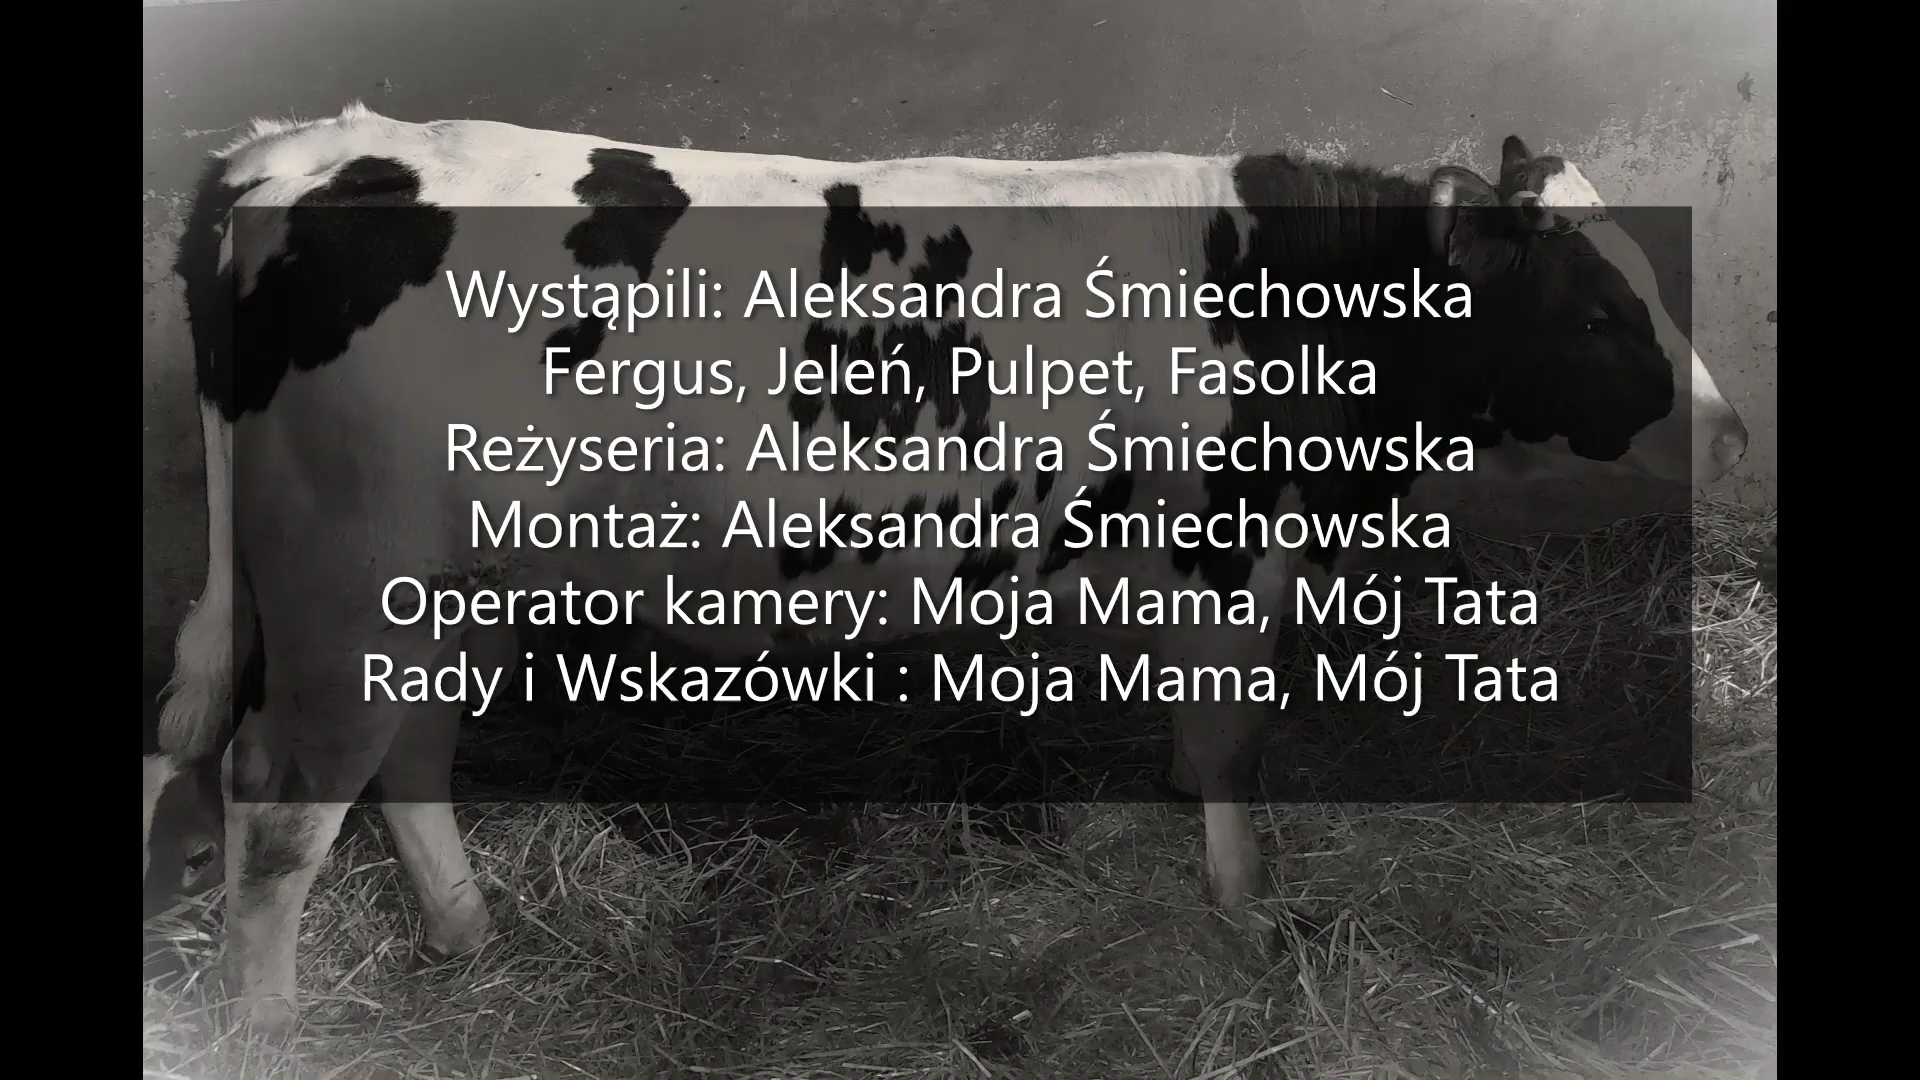 Wystąpili: Aleksandra Śmiechowska
Fergus, Jeleń, Pulpet, Fasolka
Reżyseria: Aleksandra Śmiechowska
Montaż: Aleksandra Śmiechowska
Operator kamery: Moja Mama, Mój Tata
Rady i Wskazówki : Moja Mama, Mój Tata